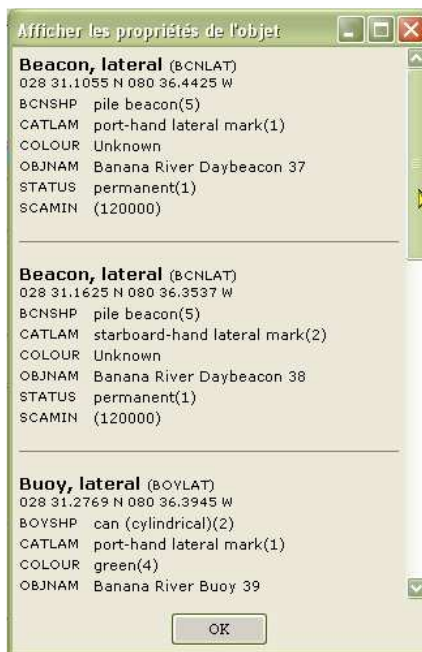 Afficher les propriétés de l'objet
Beacon, lateral (BCNLAT)
028 31.1055 N 080 36.4425 W
BCNSHP pile beacon(5)
CATLAM port-hand lateral mark(1)
COLOUR Unknown
OBJNAM Banana River Daybeacon 37
STATUS permanent(1)
SCAMIN (120000)
Beacon, lateral (BCNLAT)
028 31.1625 N 080 36.3537 W
BCNSHP pile beacon(5)
CATLAM starboard-hand lateral mark(2)
COLOUR Unknown
OBJNAM Banana River Daybeacon 38
STATUS permanent(1)
SCAMIN (120000)
Buoy, lateral (BOYLAT)
028 31.2769 N 080 36.3945 W
BOYSHP can (cylindrical)(2)
CATLAM port-hand lateral mark(1)
COLOUR green(4)
OBJNAM Banana River Buoy 39
OK